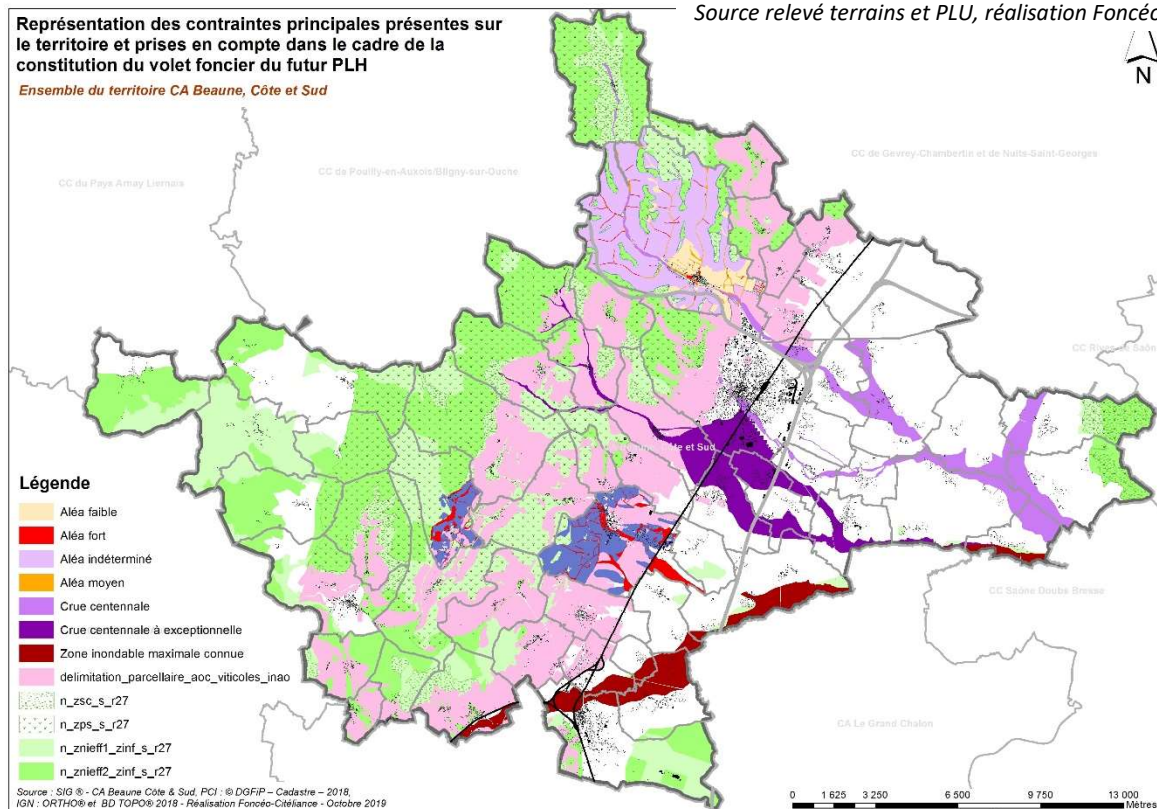 Source relevé terrains et PLU, réalisation Foncéo
Représentation des contraintes principales présentes sur
le territoire et prises en compte dans le cadre de la
constitution du volet foncier du futur PLH
Ensemble du territoire CA Beaune, Côte et Sud
N
CC de Gevrey-Chambertin et de Nuits-Saint-Georges
CC de Pouilly-en-Auxois/Bligny-sur-Ouche
CC du Pays Arnay Liernais
CC Rives de Saône
Côte et Sud
CC Saône Doubs Bresse
CA Le Grand Chalon
Légende
Aléa faible
Aléa fort
Aléa indéterminé
Aléa moyen
Crue centennale
Crue centennale à exceptionnelle
Zone inondable maximale connue
delimitation_parcellaire_aoc_viticoles_inao
n_zsc_s_r27
n_zps_s_r27
n_znieff1_zinf_s_r27
n_znieff2_zinf_s_r27
Source : SIG ® - CA Beaune Côte & Sud, PCI : © DGFiP – Cadastre – 2018,
IGN : ORTHO® et BD TOPO® 2018 - Réalisation Foncéo-Citéliance - Octobre 2019
0 1 625 3 250 6 500 9 750 13 000
Mètres